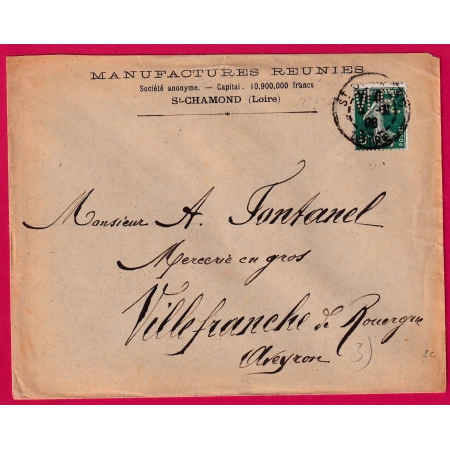 MANUFACTURES RÉUNIES
Société anonyme. — Capital : 10,900,000 francs
St-CHAMOND (Loire)
Monsieur A. Fontanel
Mercerie en gros
Villefranche de Rouergue
Aveyron
3)